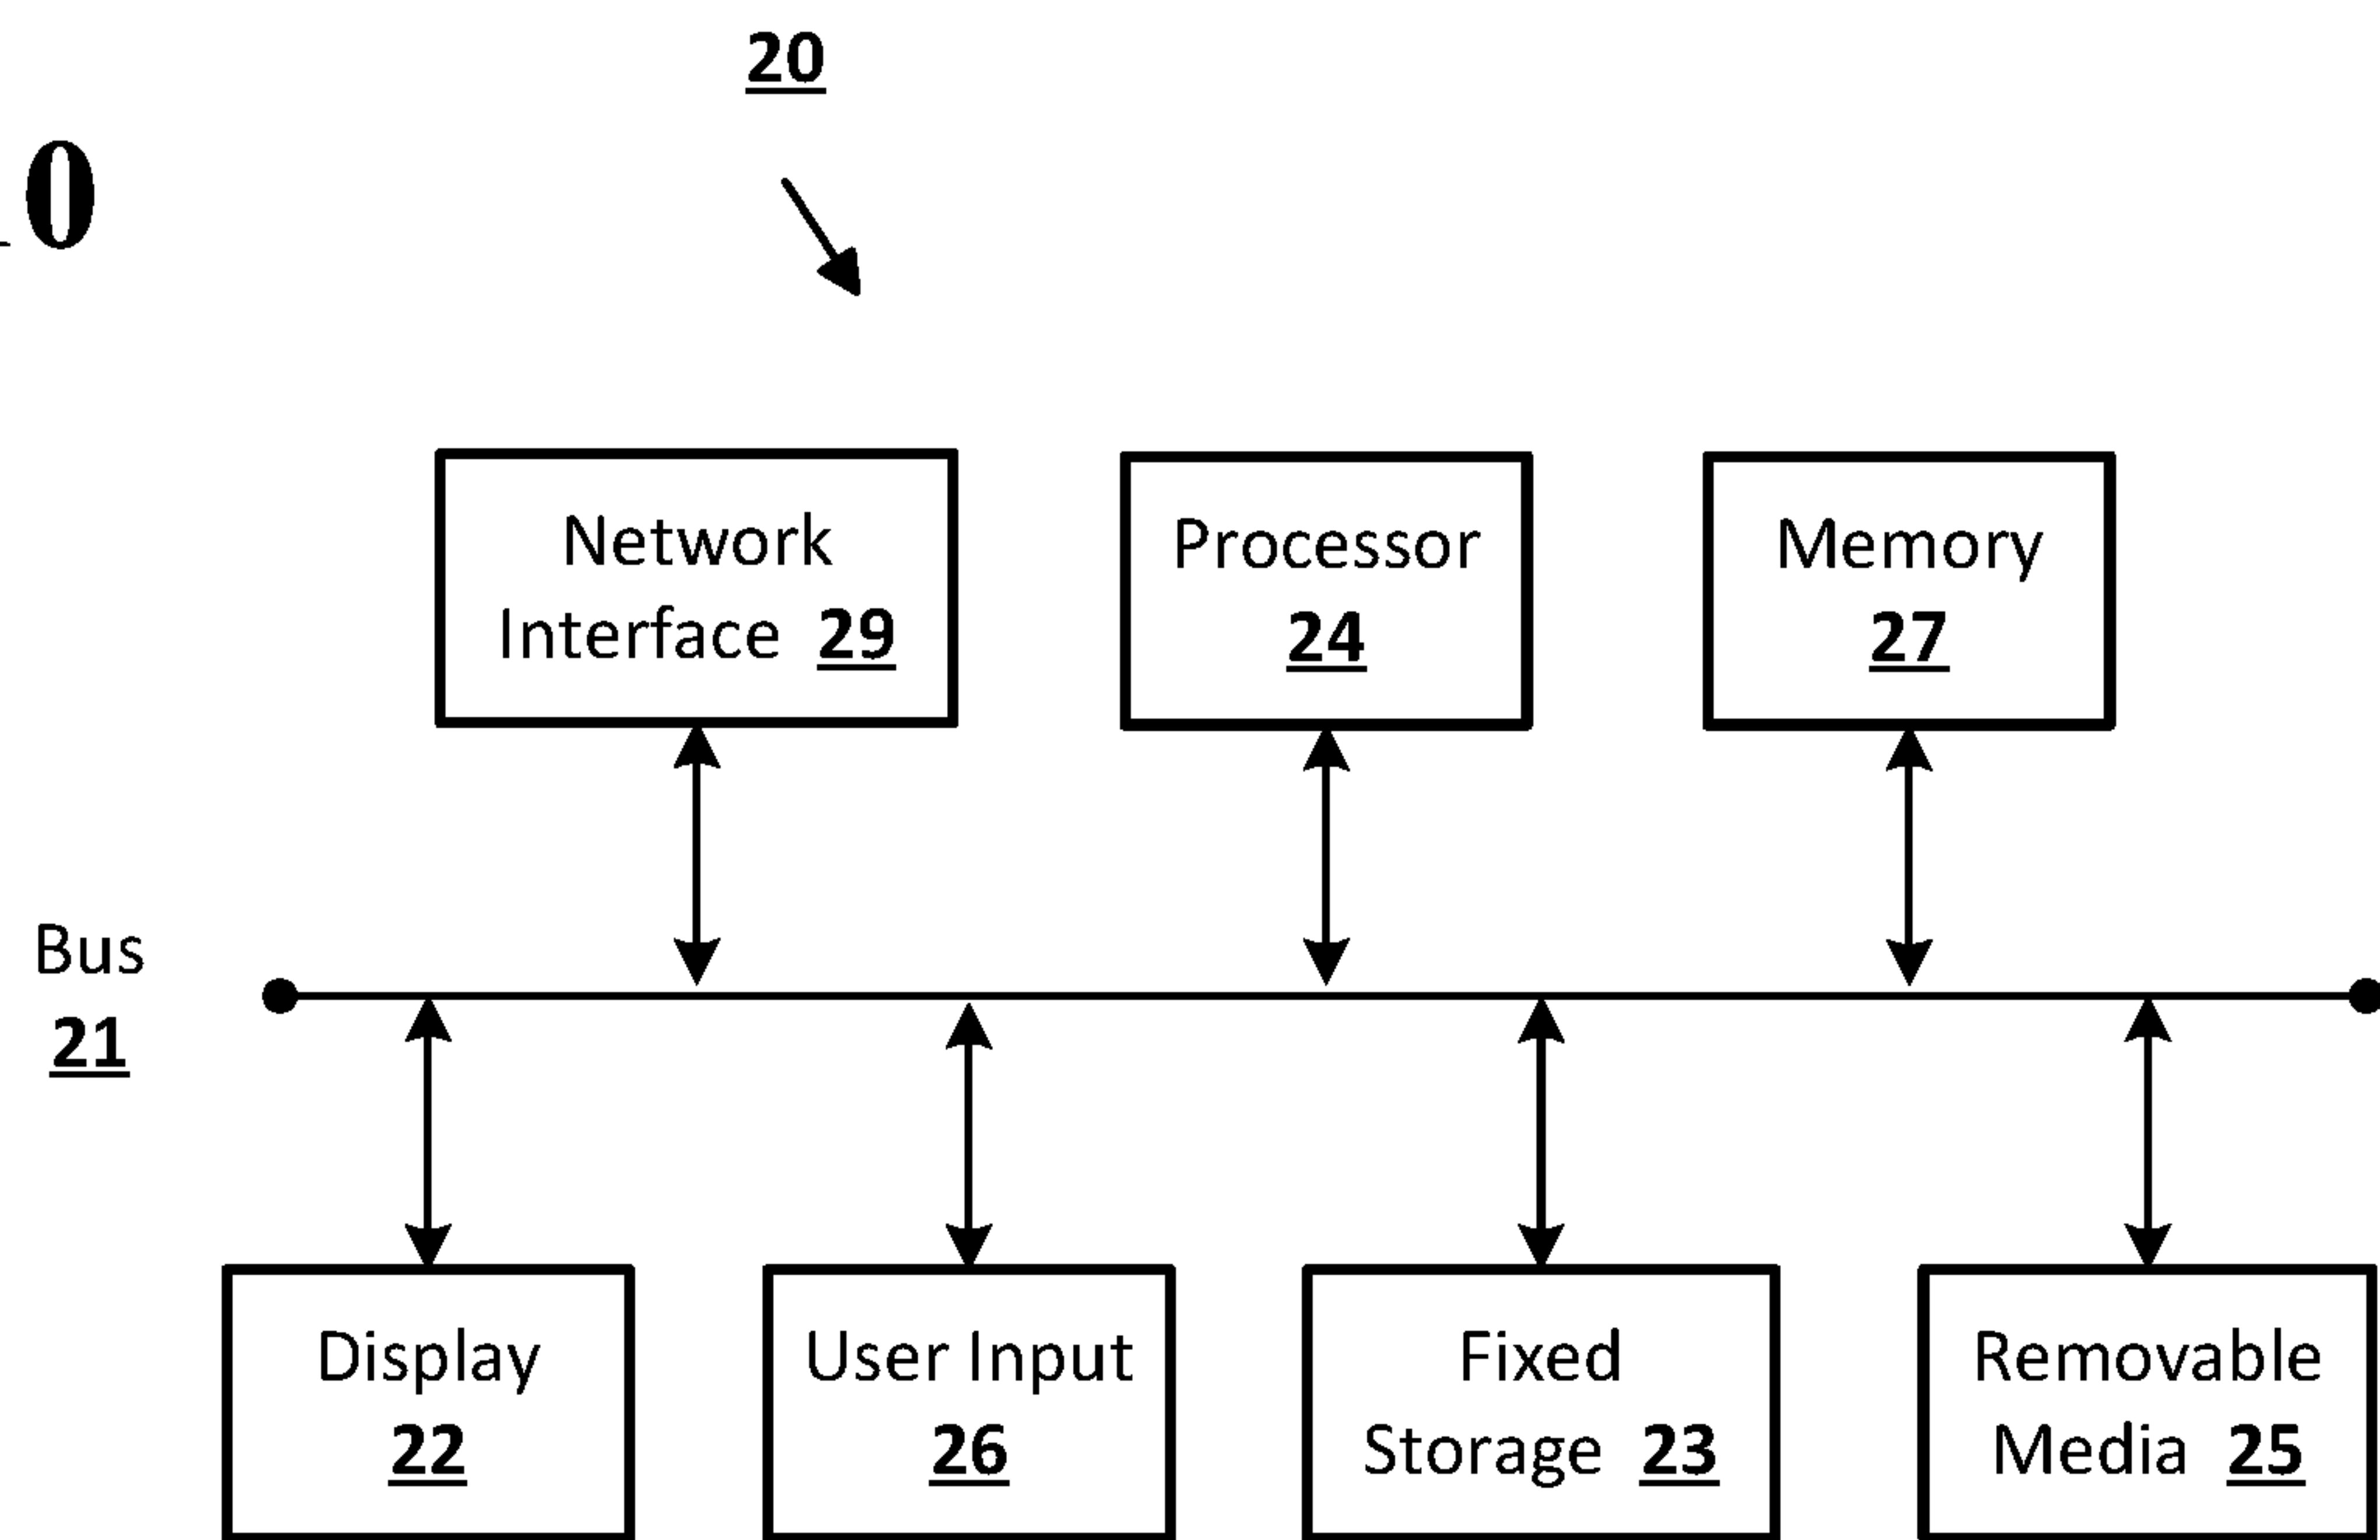 20
0
Network
Interface 29
Processor
24
Memory
27
Bus
21
Display
22
User Input
26
Fixed
Storage 23
Removable
Media 25